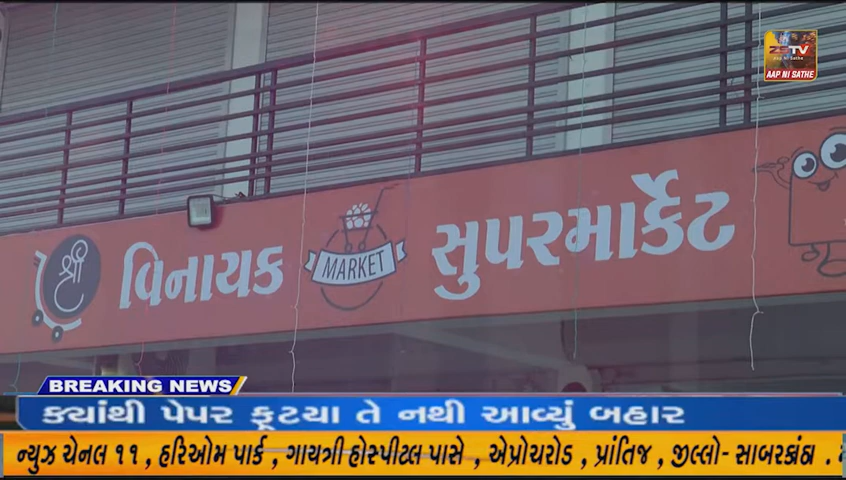 ZSTV
AAP NI SATHE
શ્રી વિનાયક MARKET સુપરમાર્કેટ
BREAKING NEWS
ક્યાંથી પેપર ફૂટયા તે નથી આવ્યું બહાર
ન્યુઝ ચેનલ ૧૧ , હરિઓમ પાર્ક , ગાયત્રી હોસ્પીટલ પાસે , એપ્રોચરોડ , પ્રાંતિજ , જીલ્લો- સાબરકાંઠા .